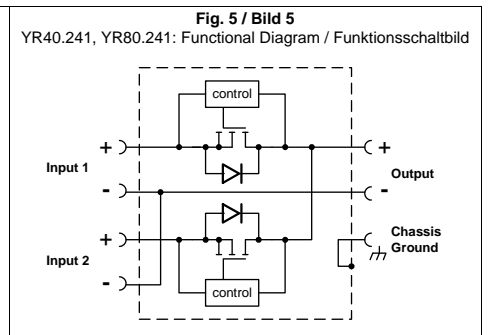 Fig. 5 / Bild 5
YR40.241, YR80.241: Functional Diagram / Funktionsschaltbild
control
+
+
Input 1
Output
-
-
+
Chassis
Ground
Input 2
-
control